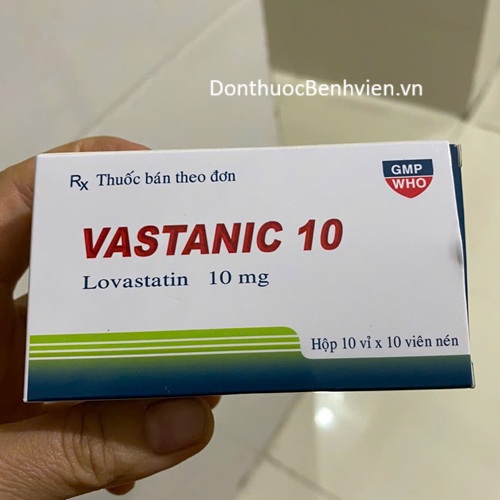 DonthuocBenhvien.vn
Rx Thuốc bán theo đơn
GMP
WHO
VASTANIC 10
Lovastatin 10 mg
Hộp 10 vỉ x 10 viên nén